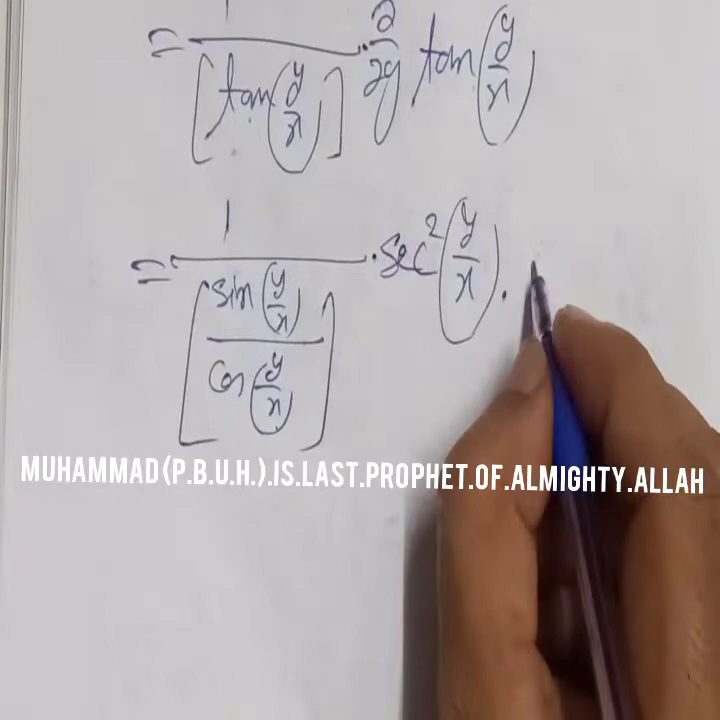 = 1/[tan(y/x)] · ∂/∂y tan(y/x)
= 1/[sin(y/x)/cos(y/x)] · sec²(y/x) ·
MUHAMMAD(P.B.U.H.).IS.LAST.PROPHET.OF.ALMIGHTY.ALLAH